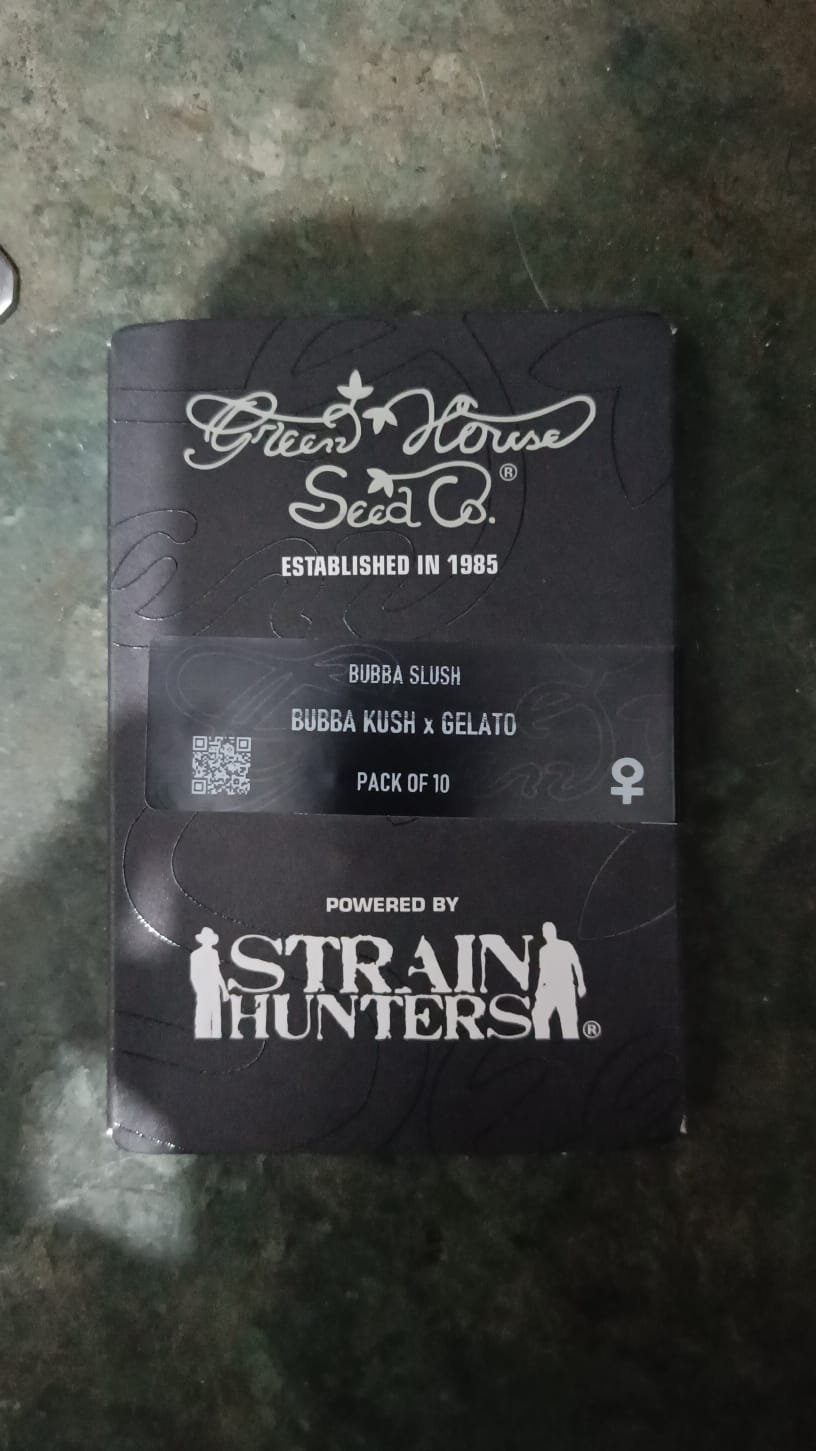 Green House
Seed Co.®
ESTABLISHED IN 1985
BUBBA SLUSH
BUBBA KUSH x GELATO
PACK OF 10
POWERED BY
STRAIN
HUNTERS®